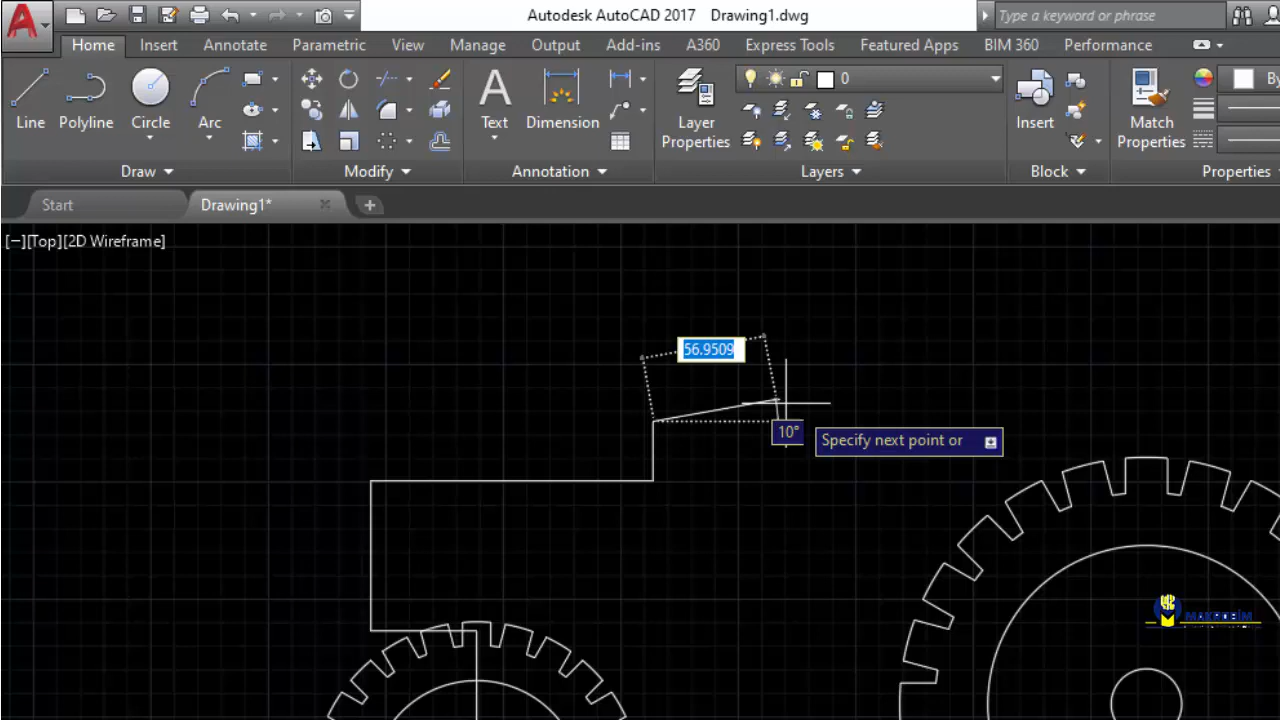 Autodesk AutoCAD 2017 Drawing1.dwg
Type a keyword or phrase
Home Insert Annotate Parametric View Manage Output Add-ins A360 Express Tools Featured Apps BIM 360 Performance
0
Line Polyline Circle Arc Text Dimension Layer Properties Insert Match Properties By
Draw Modify Annotation Layers Block Properties
Start Drawing1*
[−][Top][2D Wireframe]
56.9509
10°
Specify next point or